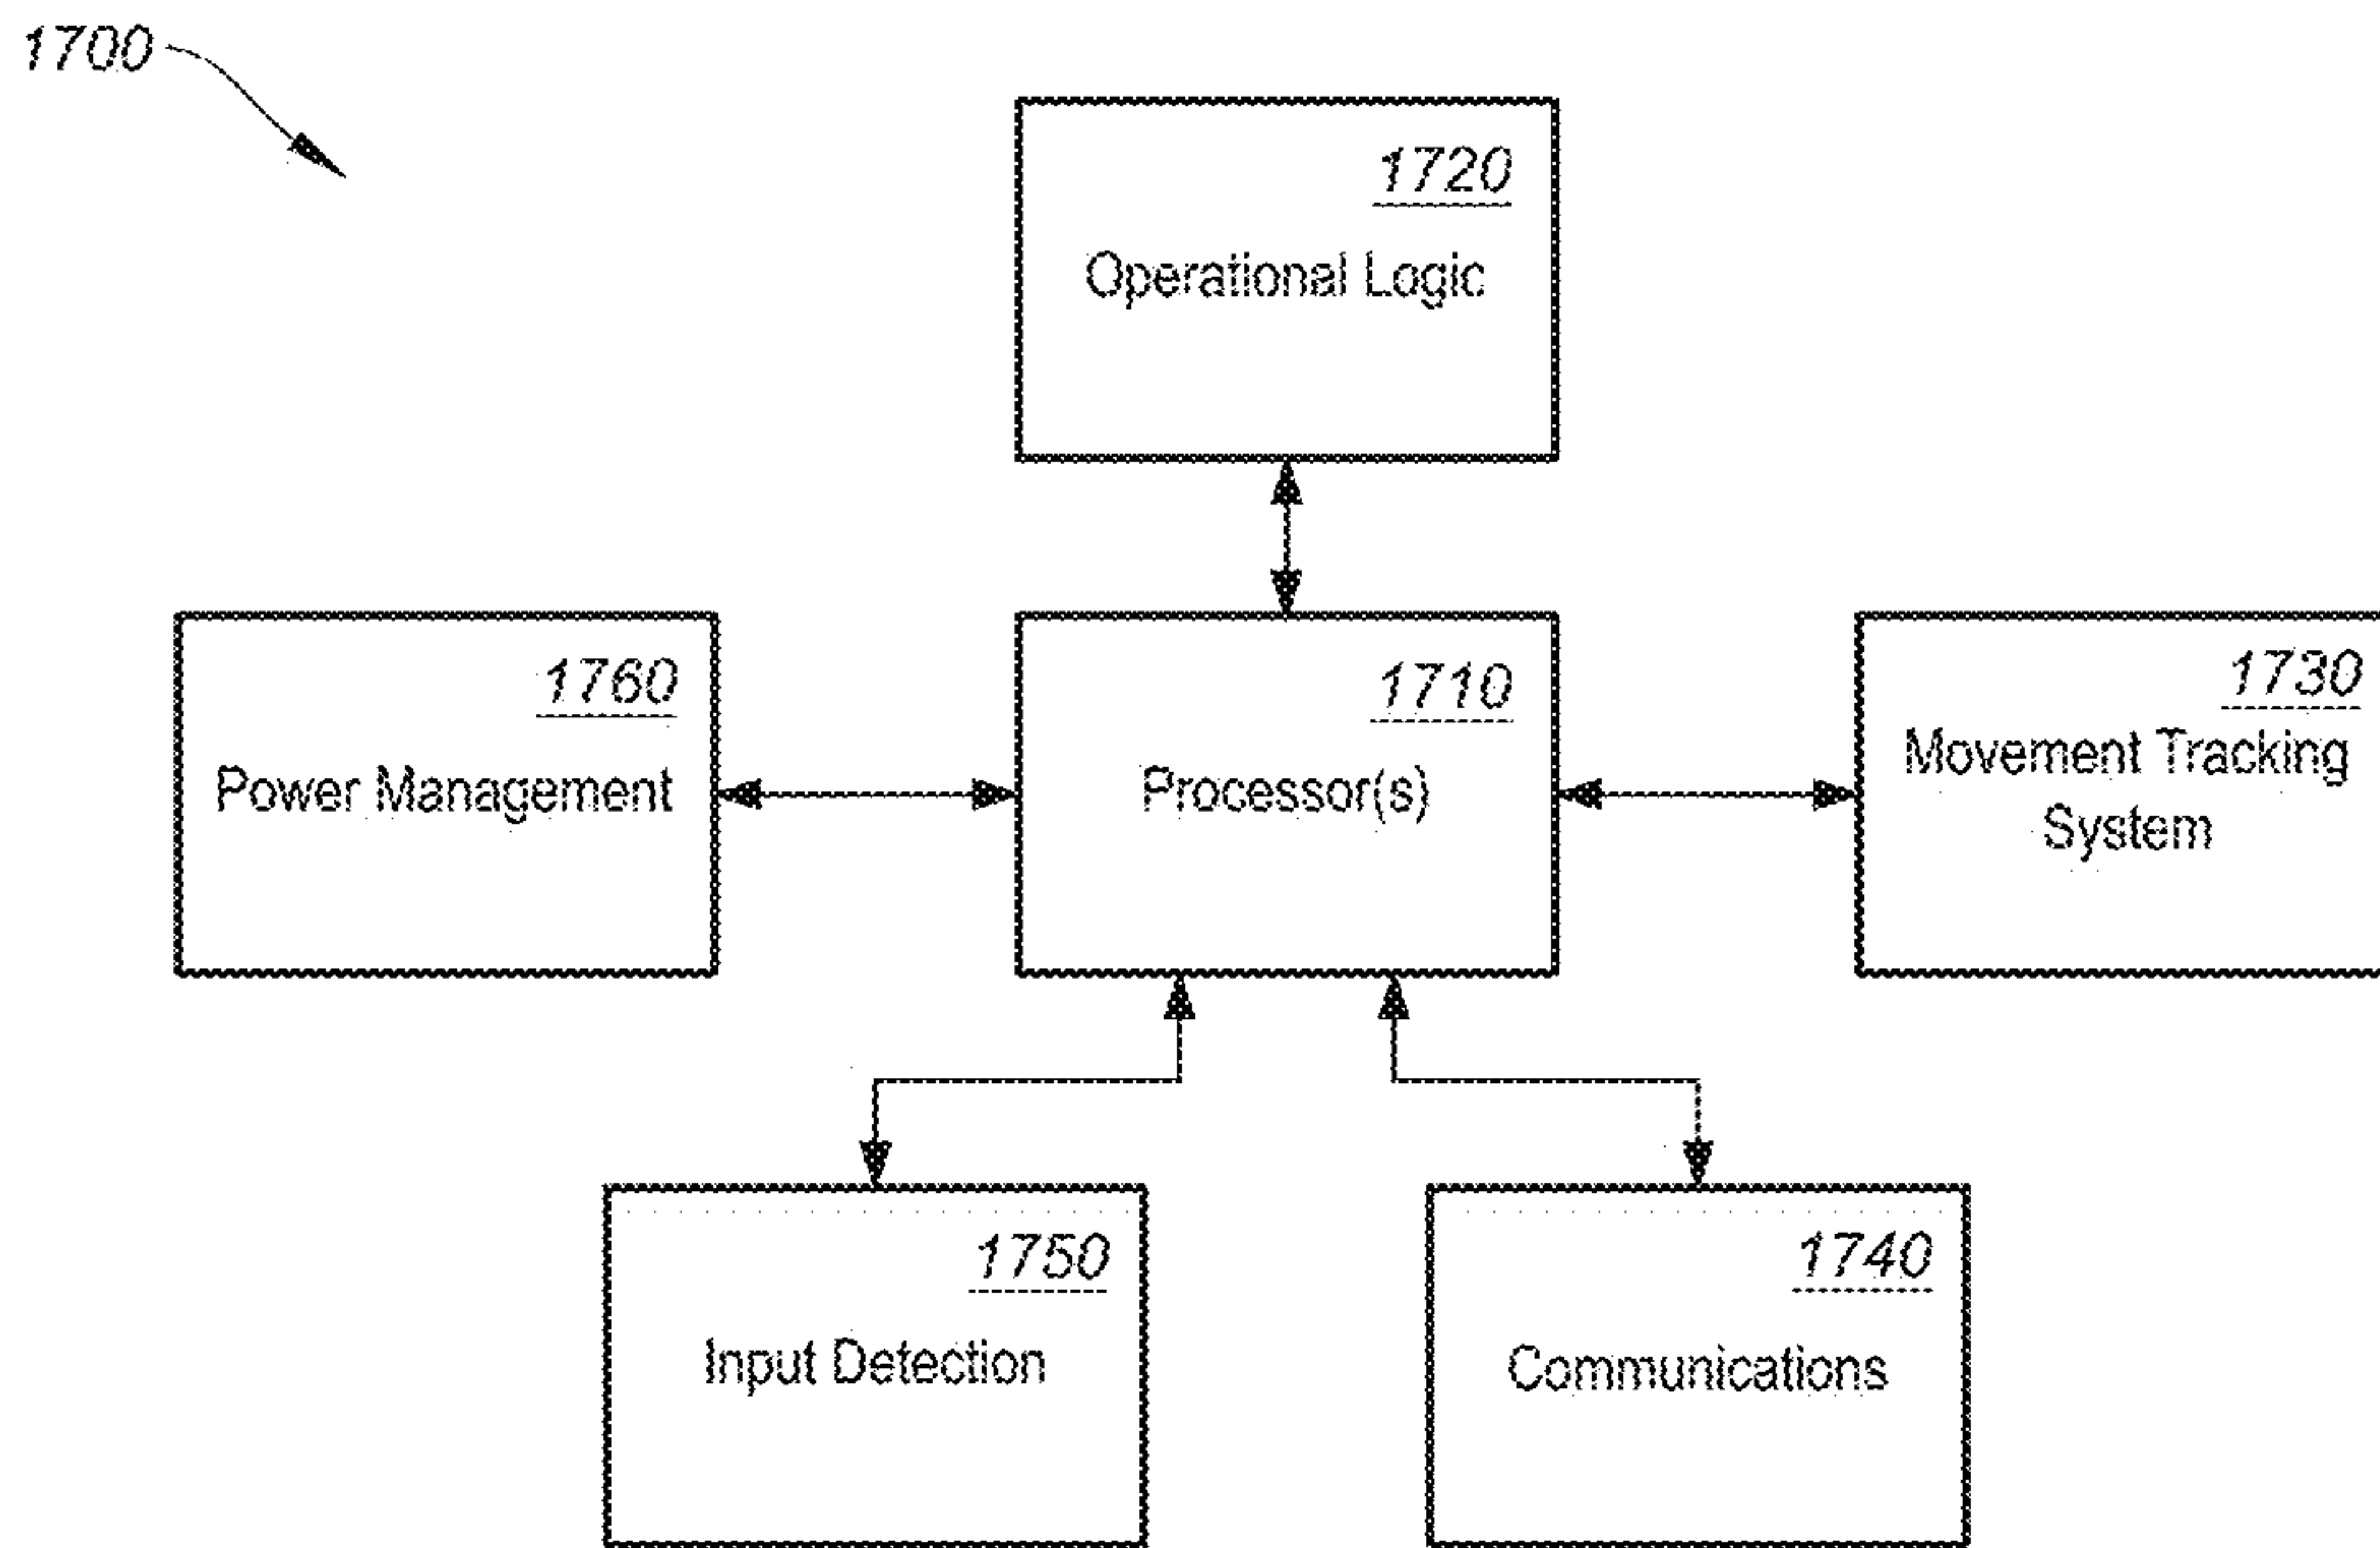 1700
1720
Operational Logic
1760
Power Management
1710
Processor(s)
1730
Movement Tracking
System
1750
Input Detection
1740
Communications